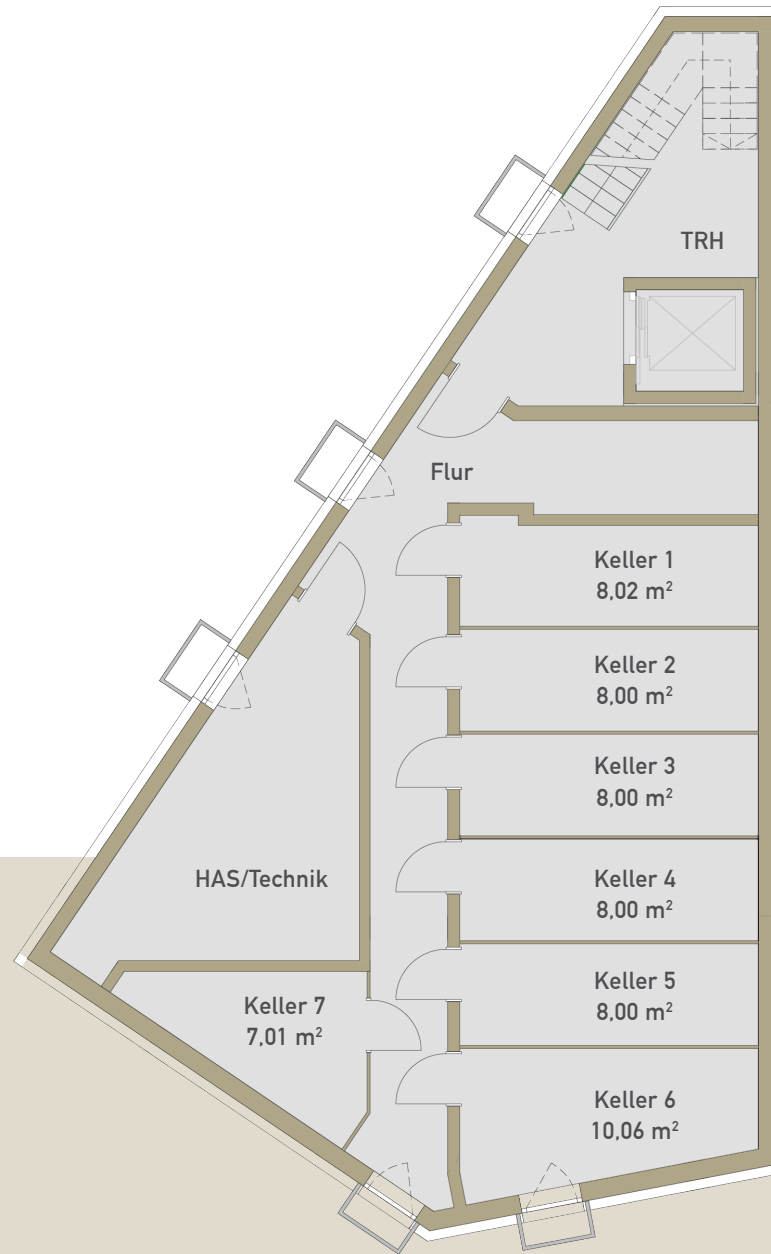 TRH
Flur
Keller 1
8,02 m²
Keller 2
8,00 m²
Keller 3
8,00 m²
Keller 4
8,00 m²
HAS/Technik
Keller 5
8,00 m²
Keller 7
7,01 m²
Keller 6
10,06 m²